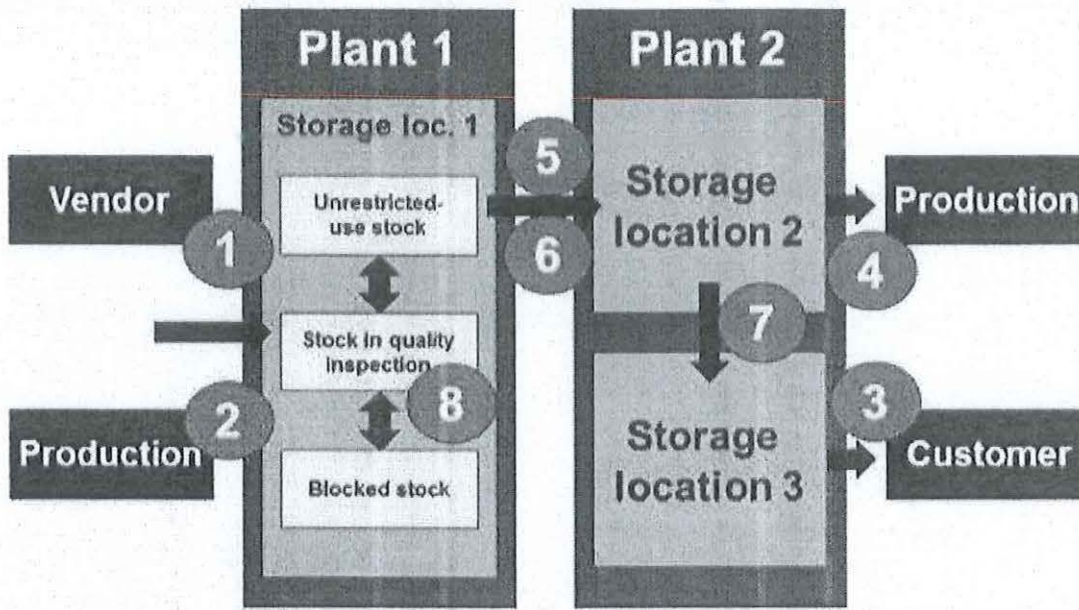 Plant 1
Plant 2
Storage loc. 1
Vendor
1
Unrestricted-
use stock
5
6
Storage
location 2
Production
4
Stock in quality
inspection
7
Production
2
8
Blocked stock
Storage
location 3
3
Customer